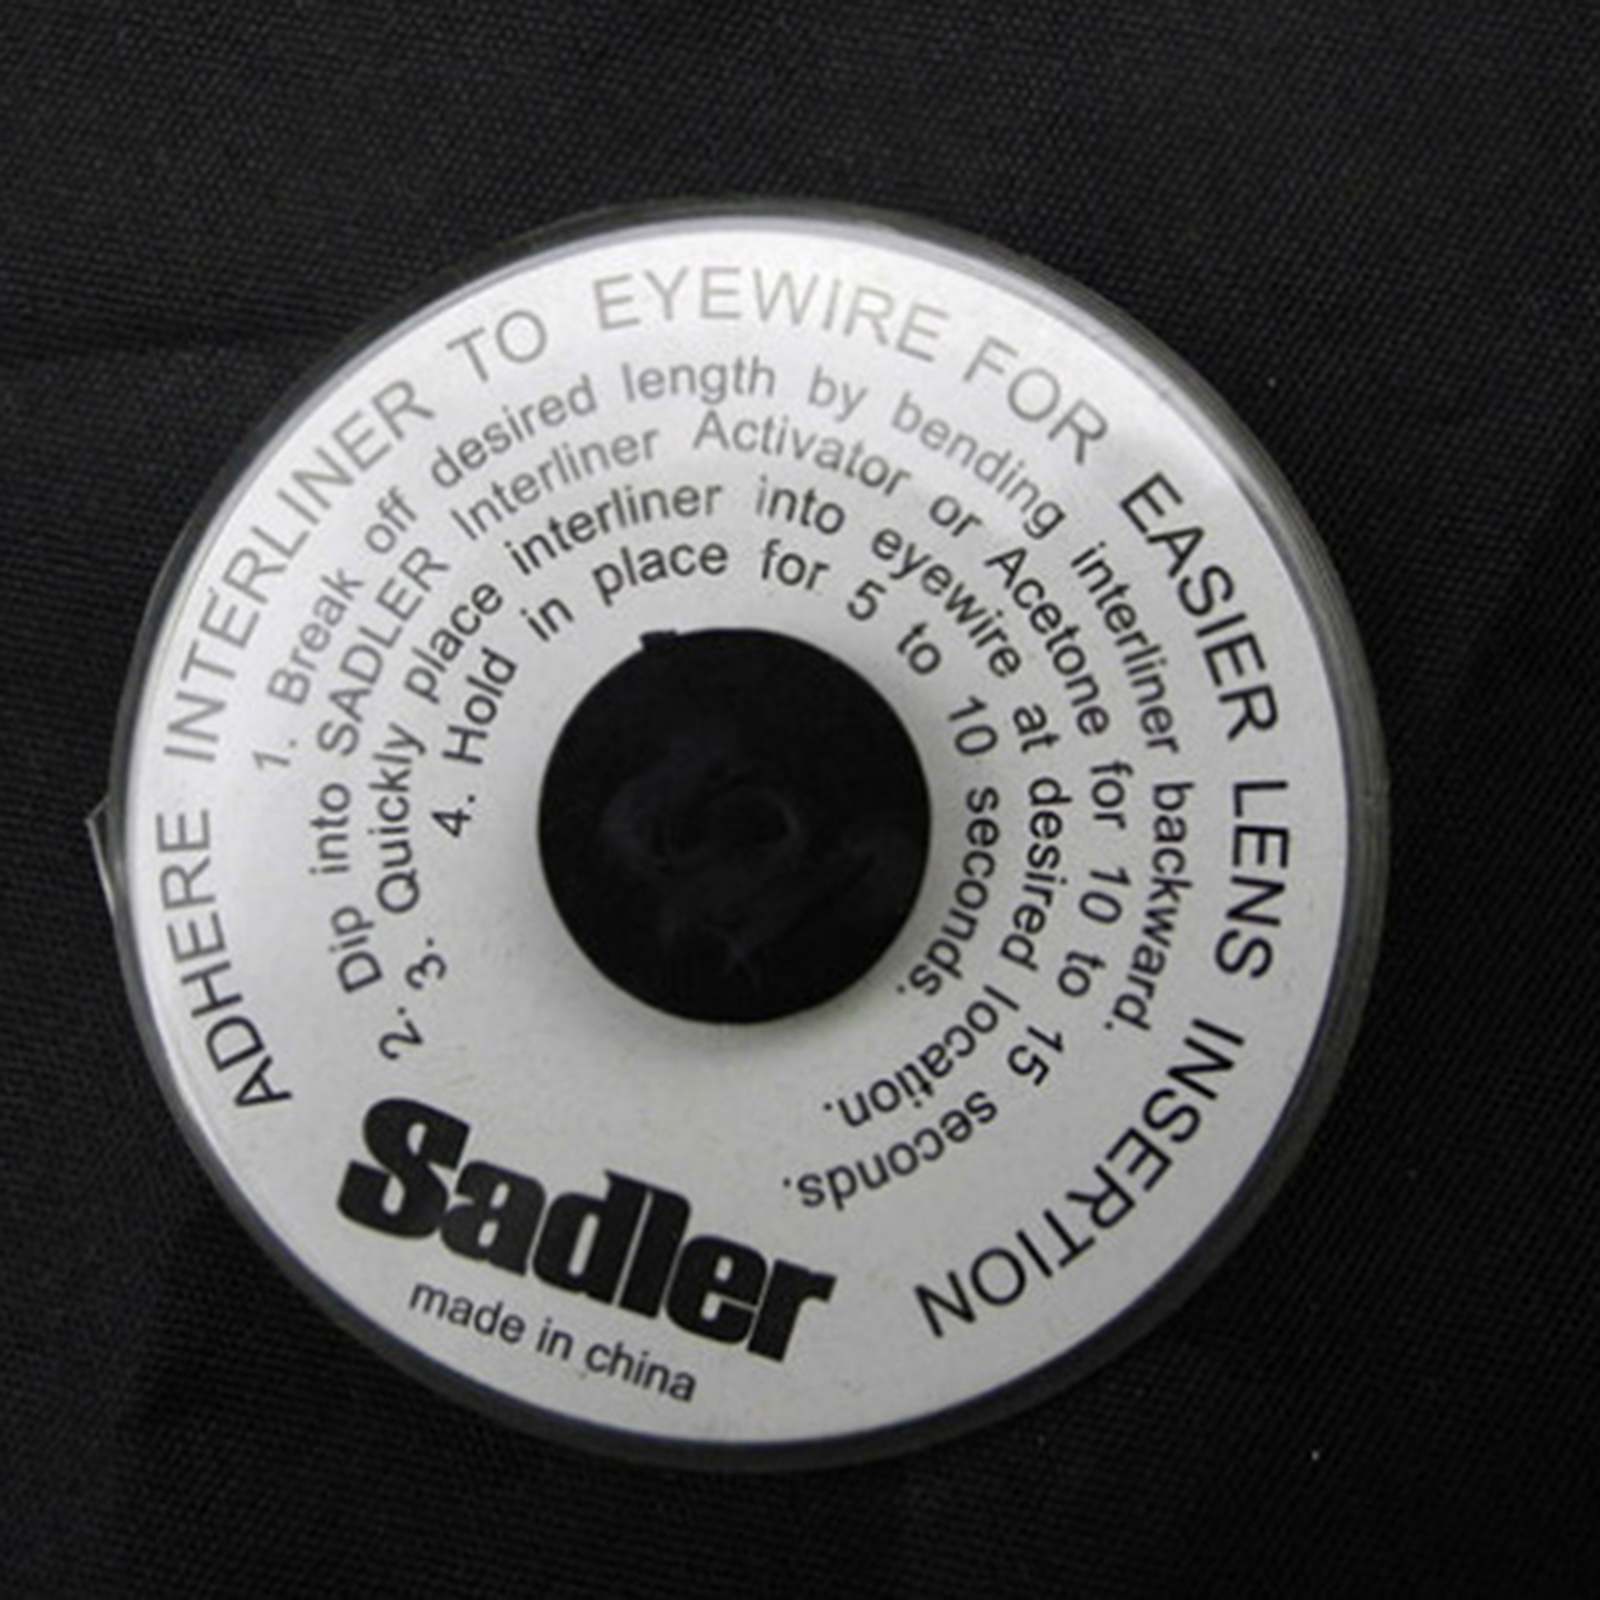 ADHERE INTERLINER TO EYEWIRE FOR EASIER LENS INSERTION
1. Break off desired length by bending interliner backward.
2. Dip into SADLER Interliner Activator or Acetone for 10 to 15 seconds.
3. Quickly place interliner into eyewire at desired location.
4. Hold in place for 5 to 10 seconds.
Sadler
made in china